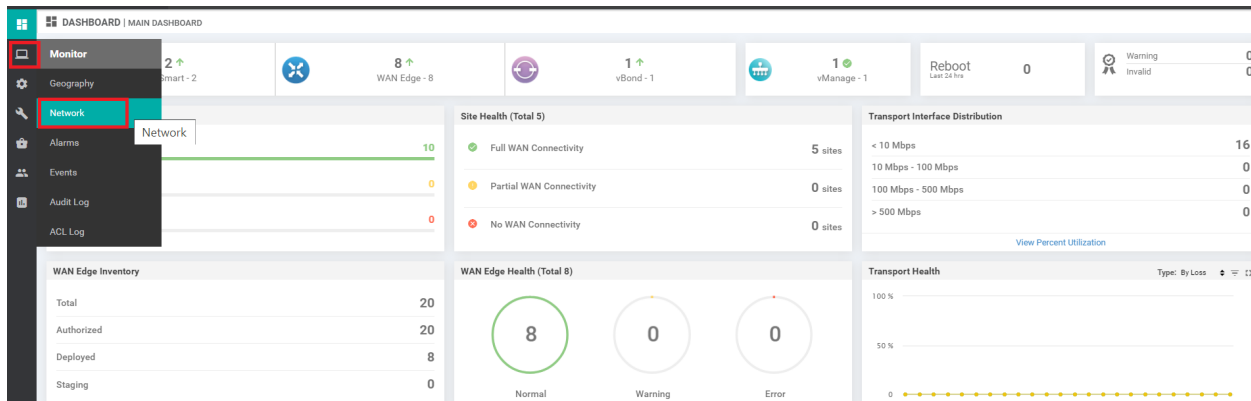 DASHBOARD | MAIN DASHBOARD
Monitor
Geography
Network
Network
Alarms
Events
Audit Log
ACL Log
2
Smart - 2
8
WAN Edge - 8
1
vBond - 1
1
vManage - 1
Reboot
Last 24 hrs
0
Warning 0
Invalid 0
10
0
0
Site Health (Total 5)
Full WAN Connectivity 5 sites
Partial WAN Connectivity 0 sites
No WAN Connectivity 0 sites
Transport Interface Distribution
< 10 Mbps 16
10 Mbps - 100 Mbps 0
100 Mbps - 500 Mbps 0
> 500 Mbps 0
View Percent Utilization
WAN Edge Inventory
Total 20
Authorized 20
Deployed 8
Staging 0
WAN Edge Health (Total 8)
8 0 0
Normal Warning Error
Transport Health Type: By Loss
100 %
50 %
0